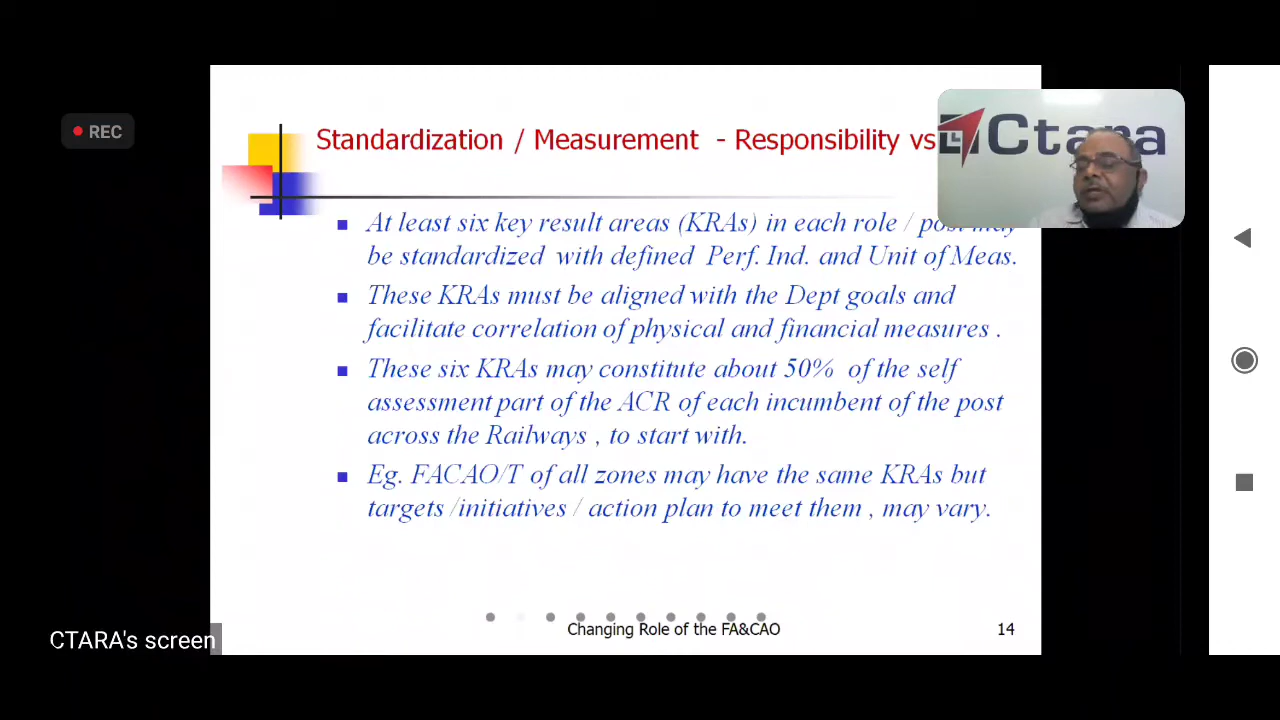 REC
Standardization / Measurement - Responsibility vs
Ctara
At least six key result areas (KRAs) in each role / post may
be standardized with defined Perf. Ind. and Unit of Meas.
These KRAs must be aligned with the Dept goals and
facilitate correlation of physical and financial measures .
These six KRAs may constitute about 50% of the self
assessment part of the ACR of each incumbent of the post
across the Railways , to start with.
Eg. FACAO/T of all zones may have the same KRAs but
targets /initiatives / action plan to meet them , may vary.
Changing Role of the FA&CAO
14
CTARA's screen